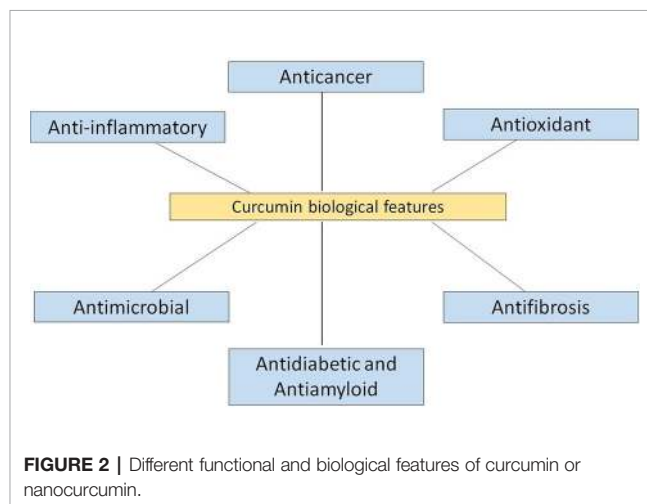 Anticancer
Anti-inflammatory
Antioxidant
Curcumin biological features
Antimicrobial
Antifibrosis
Antidiabetic and
Antiamyloid
FIGURE 2 | Different functional and biological features of curcumin or
nanocurcumin.